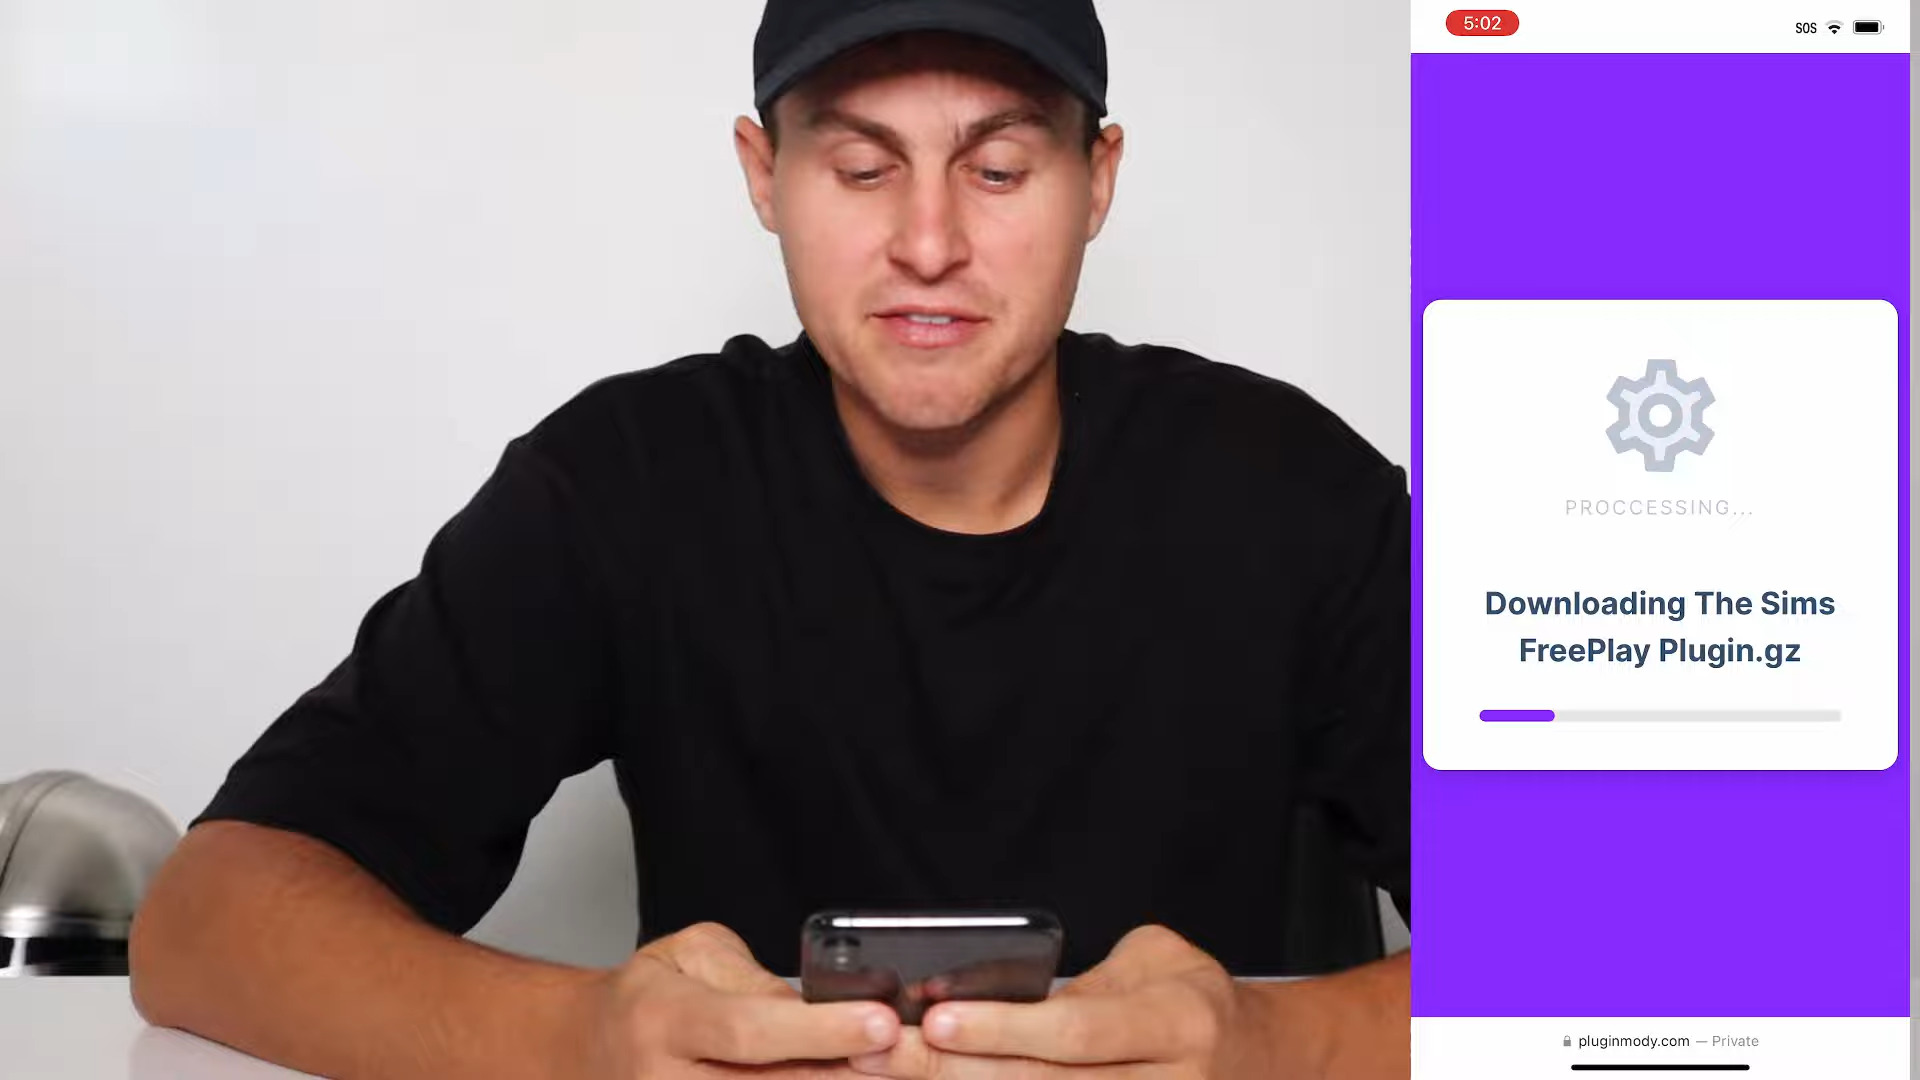 5:02
SOS
PROCCESSING...
Downloading The Sims
FreePlay Plugin.gz
pluginmody.com — Private